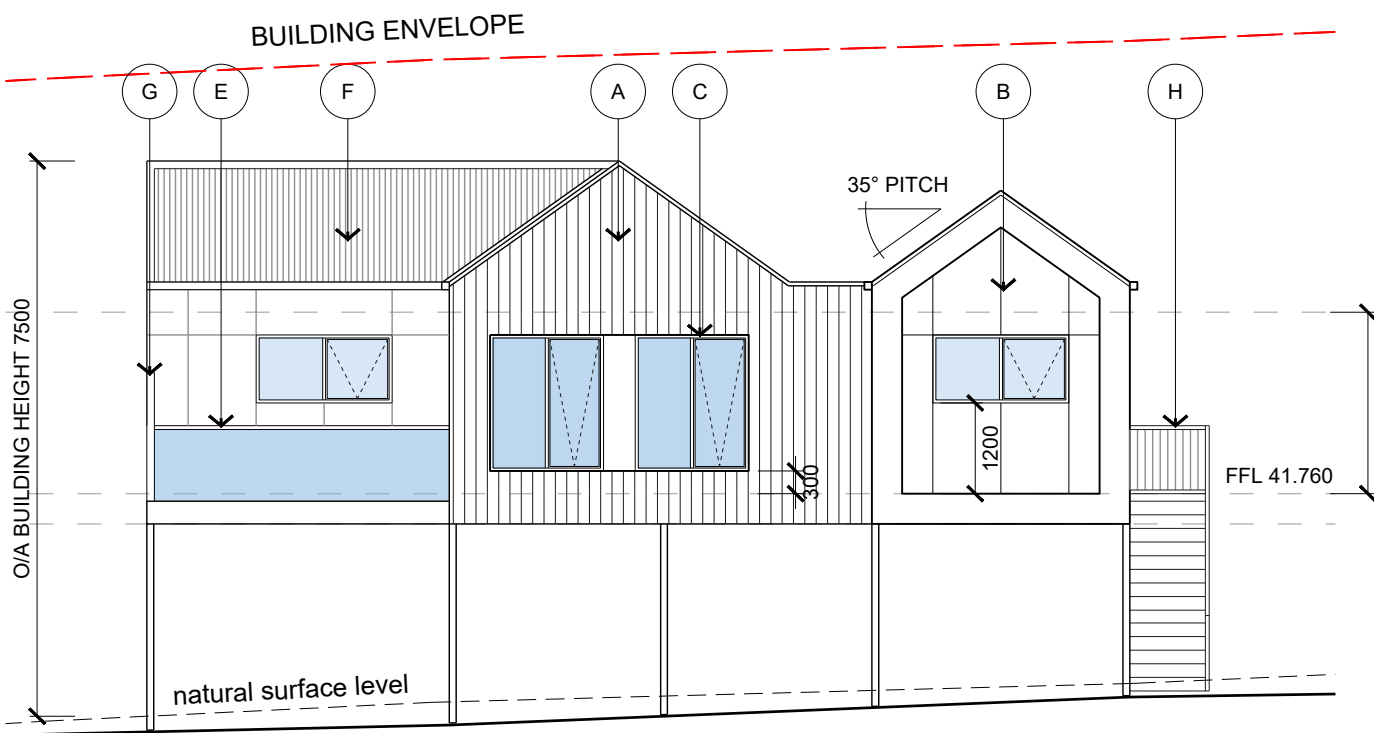 BUILDING ENVELOPE
G
E
F
A
C
B
H
35° PITCH
O/A BUILDING HEIGHT 7500
1200
300
FFL 41.760
natural surface level